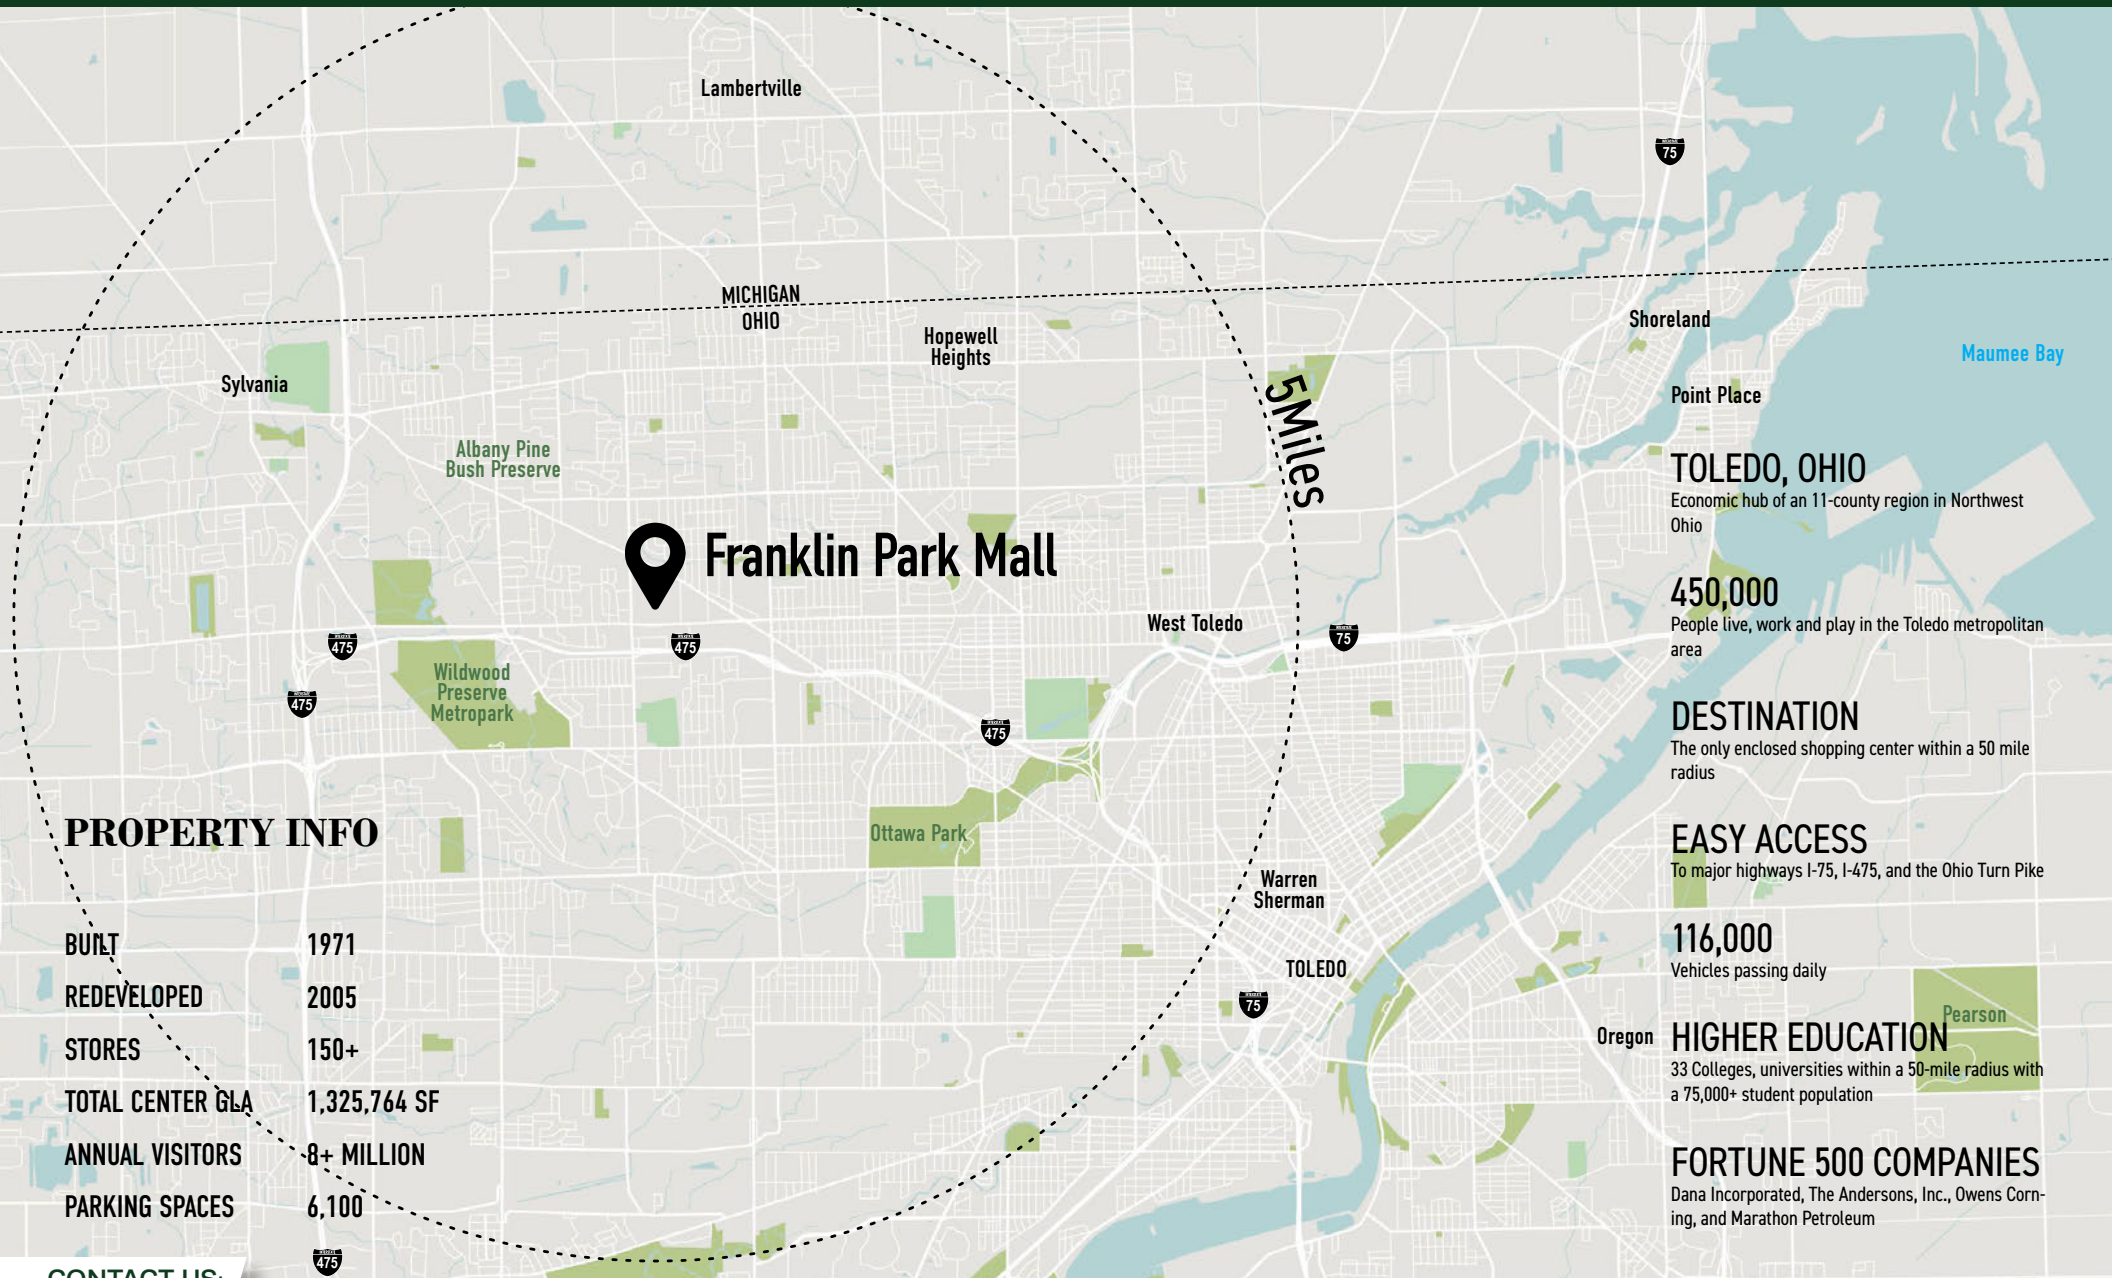 Lambertville
75
MICHIGAN
OHIO
Hopewell
Heights
Shoreland
Maumee Bay
Sylvania
Point Place
5Miles
Albany Pine
Bush Preserve
Franklin Park Mall
West Toledo
75
475
475
475
475
Wildwood
Preserve
Metropark
Ottawa Park
Warren
Sherman
TOLEDO
75
Oregon
Pearson
475
TOLEDO, OHIO
Economic hub of an 11-county region in Northwest
Ohio
450,000
People live, work and play in the Toledo metropolitan
area
DESTINATION
The only enclosed shopping center within a 50 mile
radius
EASY ACCESS
To major highways I-75, I-475, and the Ohio Turn Pike
116,000
Vehicles passing daily
HIGHER EDUCATION
33 Colleges, universities within a 50-mile radius with
a 75,000+ student population
FORTUNE 500 COMPANIES
Dana Incorporated, The Andersons, Inc., Owens Corn-
ing, and Marathon Petroleum
PROPERTY INFO
BUILT 1971
REDEVELOPED 2005
STORES 150+
TOTAL CENTER GLA 1,325,764 SF
ANNUAL VISITORS 8+ MILLION
PARKING SPACES 6,100
CONTACT US: